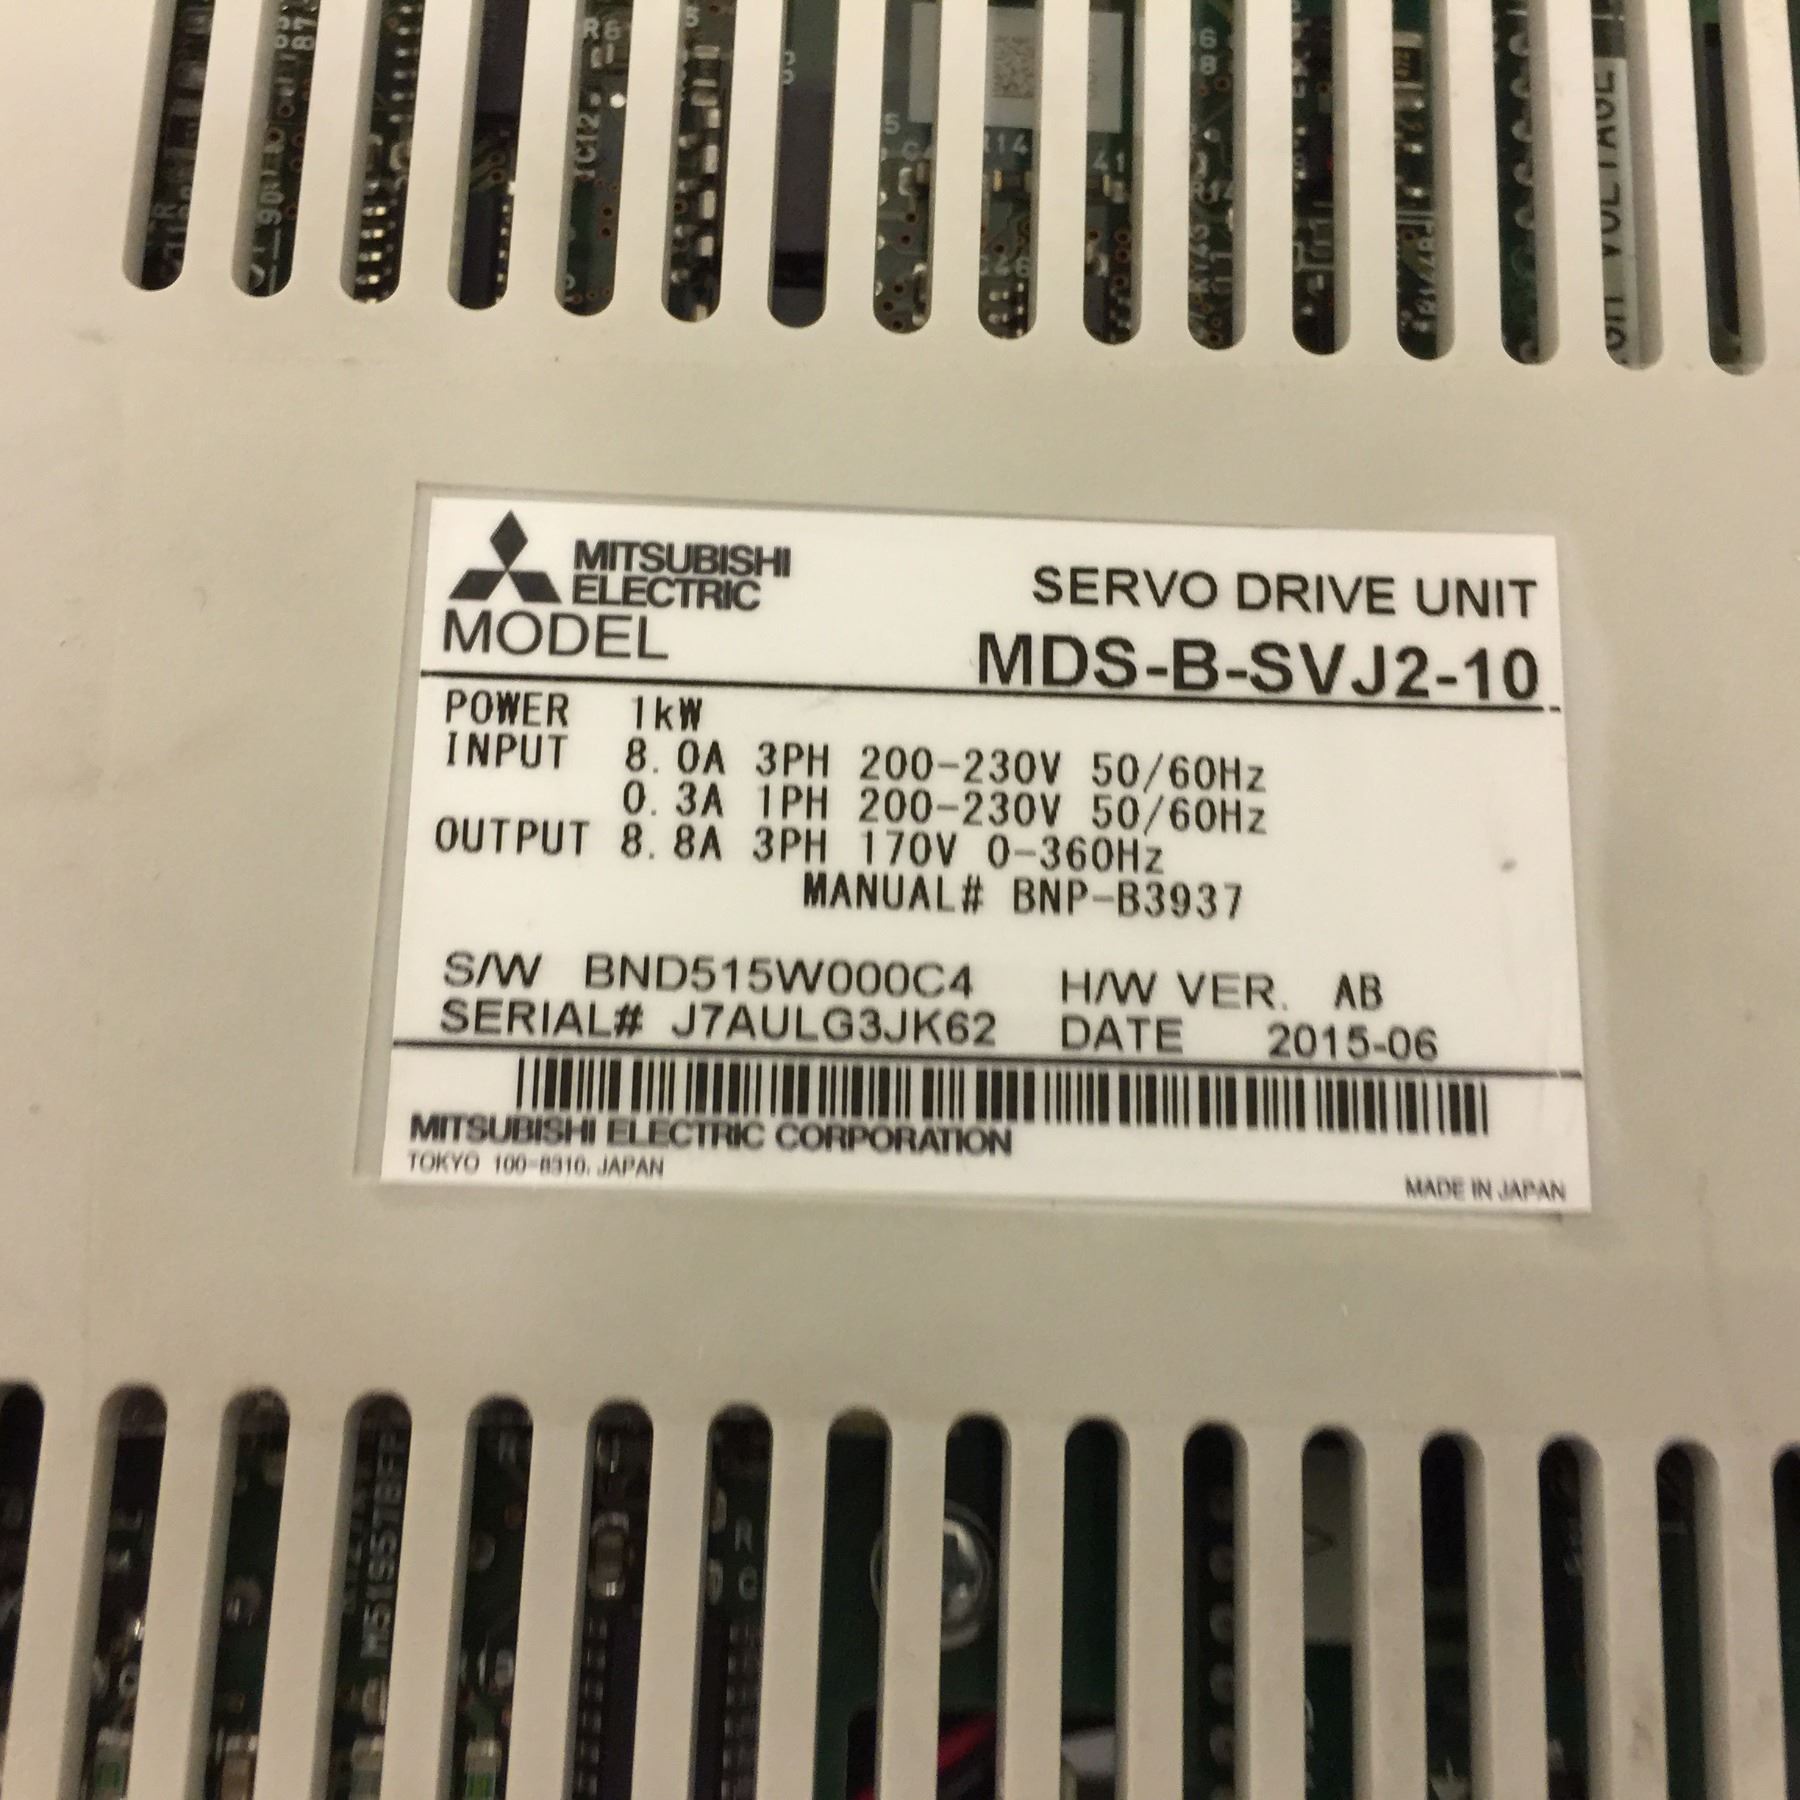 MITSUBISHI
ELECTRIC
SERVO DRIVE UNIT
MODEL MDS-B-SVJ2-10
POWER 1kW
INPUT 8.0A 3PH 200-230V 50/60Hz
0.3A 1PH 200-230V 50/60Hz
OUTPUT 8.8A 3PH 170V 0-360Hz
MANUAL# BNP-B3937
S/W BND515W000C4 H/W VER. AB
SERIAL# J7AULG3JK62 DATE 2015-06
MITSUBISHI ELECTRIC CORPORATION
TOKYO 100-8310, JAPAN
MADE IN JAPAN
VOLTAGE